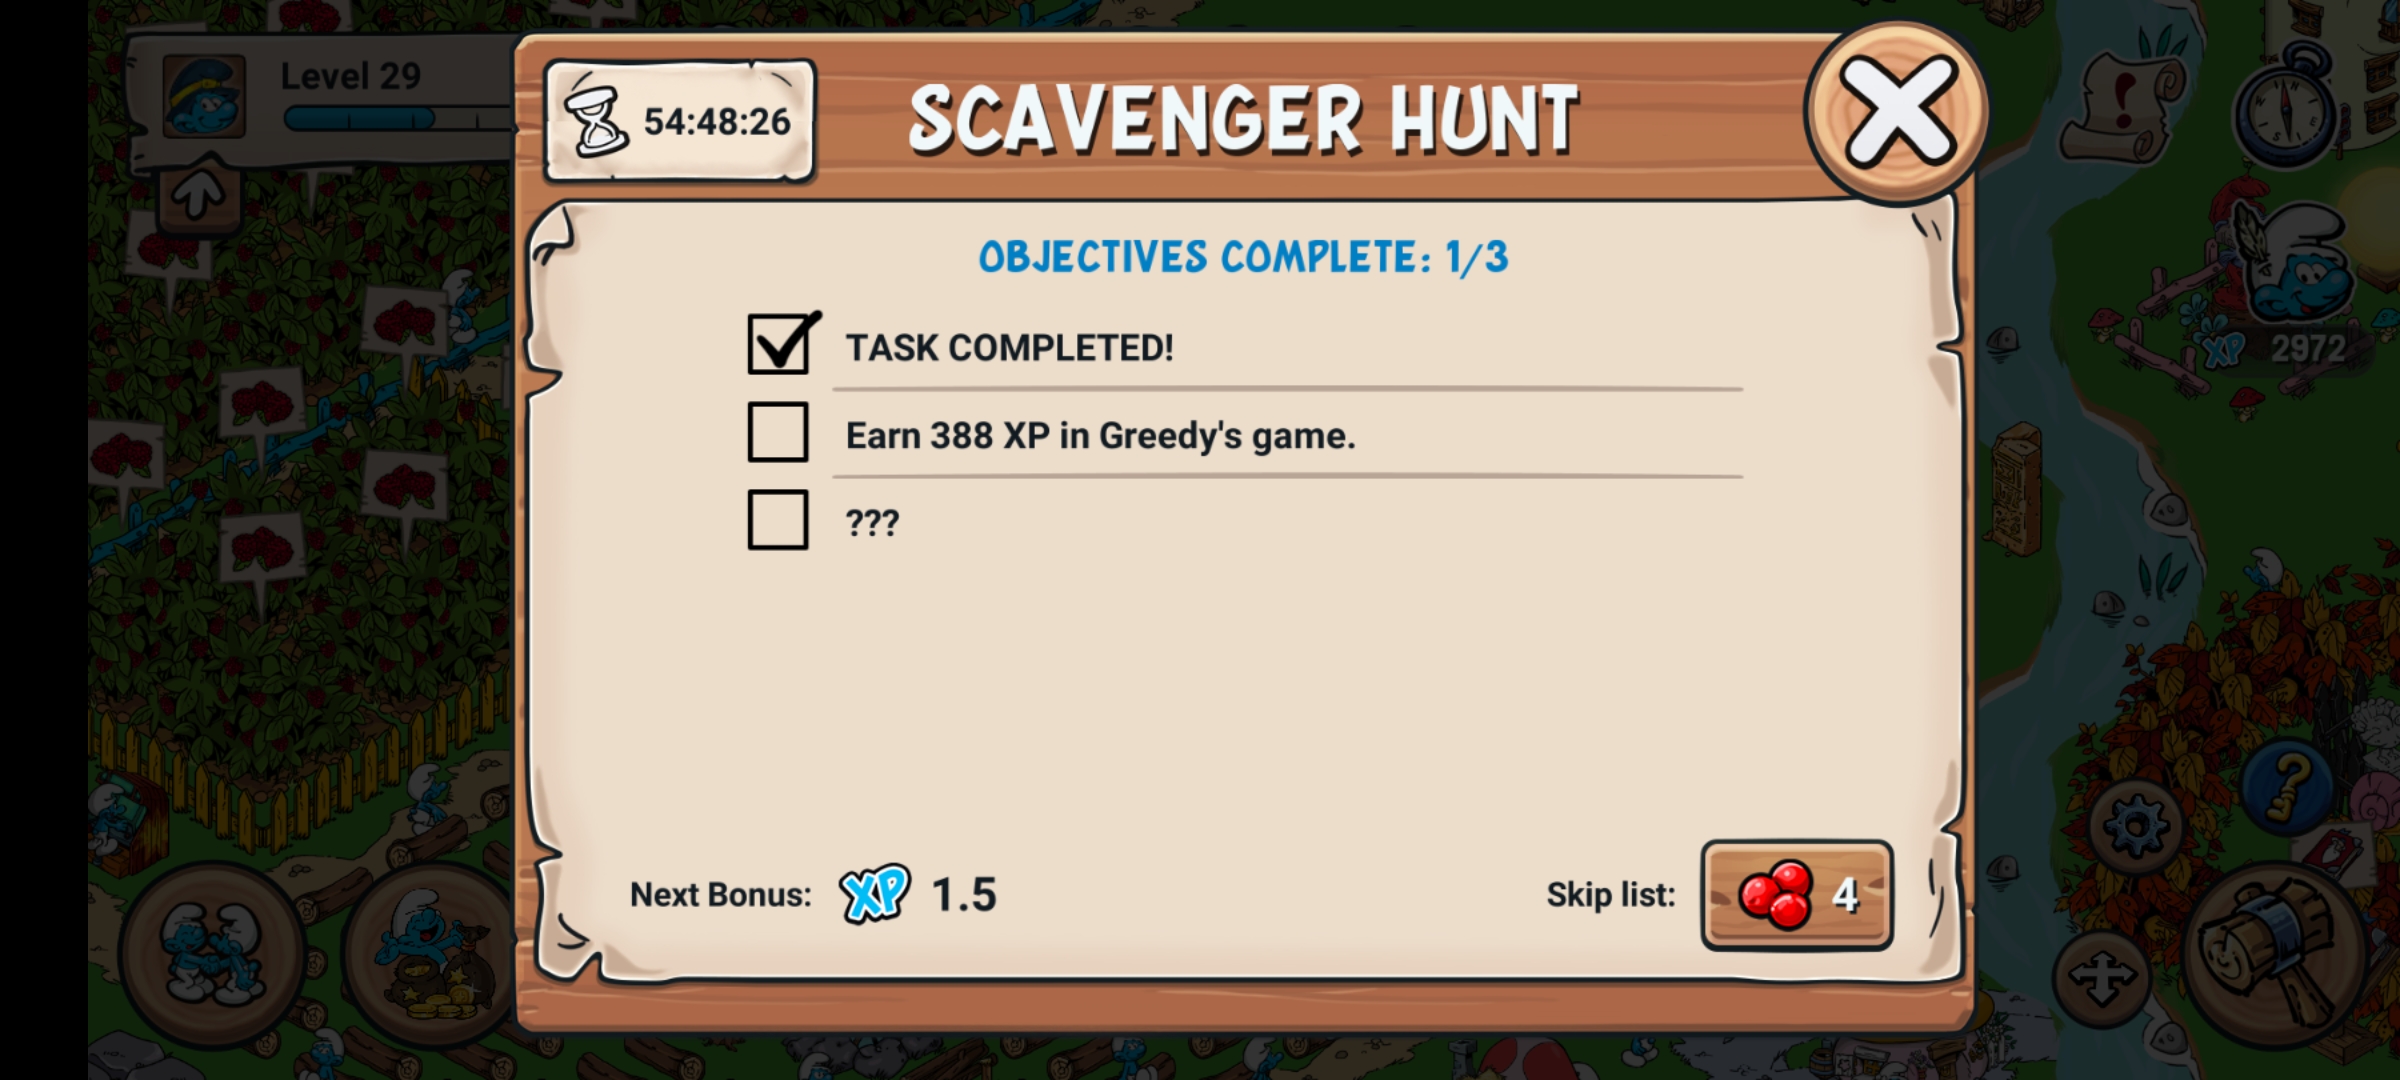 Level 29
54:48:26
SCAVENGER HUNT
OBJECTIVES COMPLETE: 1/3
TASK COMPLETED!
Earn 388 XP in Greedy's game.
???
XP 2972
Next Bonus: XP 1.5
Skip list: 4